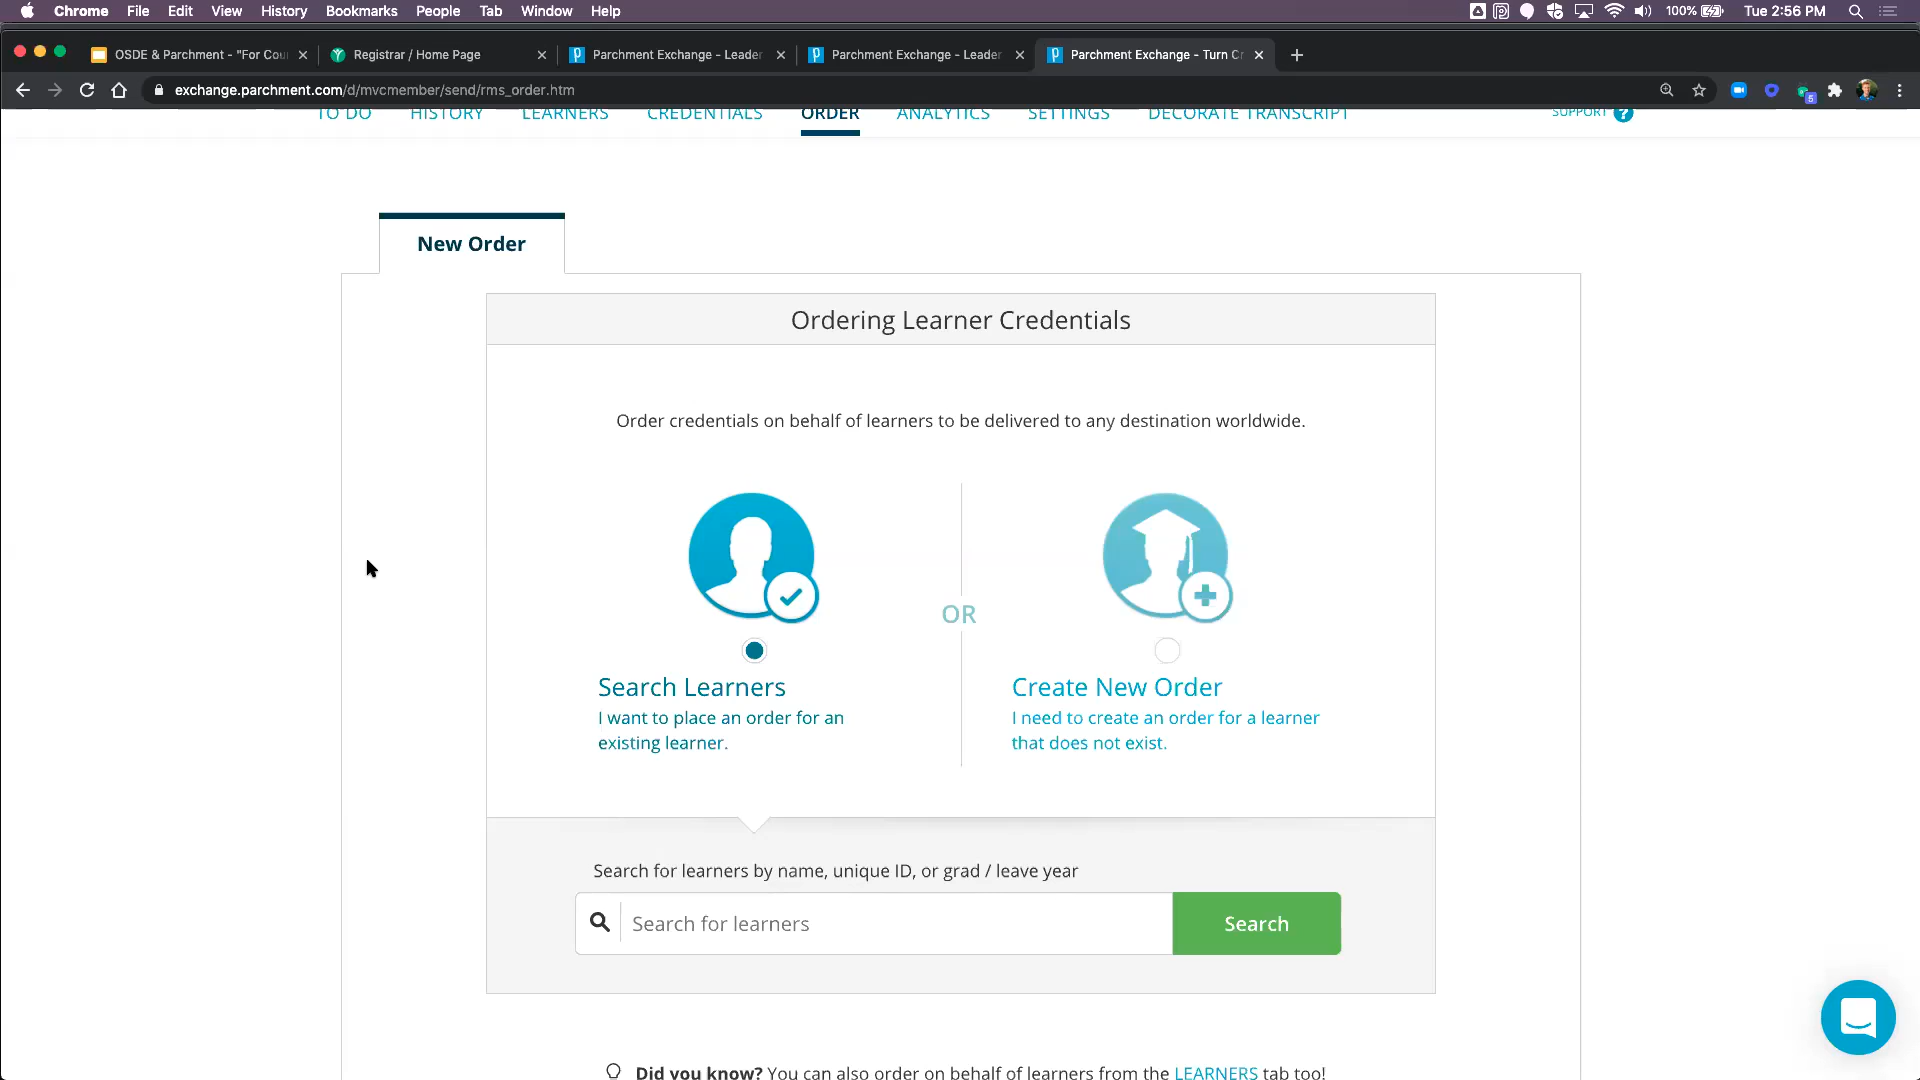 Chrome File Edit View History Bookmarks People Tab Window Help 100% Tue 2:56 PM
OSDE & Parchment - "For Cou Registrar / Home Page Parchment Exchange - Leader Parchment Exchange - Leader Parchment Exchange - Turn Cr
exchange.parchment.com/d/mvcmember/send/rms_order.htm 5
TO DO HISTORY LEARNERS CREDENTIALS ORDER ANALYTICS SETTINGS DECORATE TRANSCRIPT SUPPORT ?
New Order
Ordering Learner Credentials
Order credentials on behalf of learners to be delivered to any destination worldwide.
OR
Search Learners
I want to place an order for an
existing learner.
Create New Order
I need to create an order for a learner
that does not exist.
Search for learners by name, unique ID, or grad / leave year
Search for learners Search
Did you know? You can also order on behalf of learners from the LEARNERS tab too!